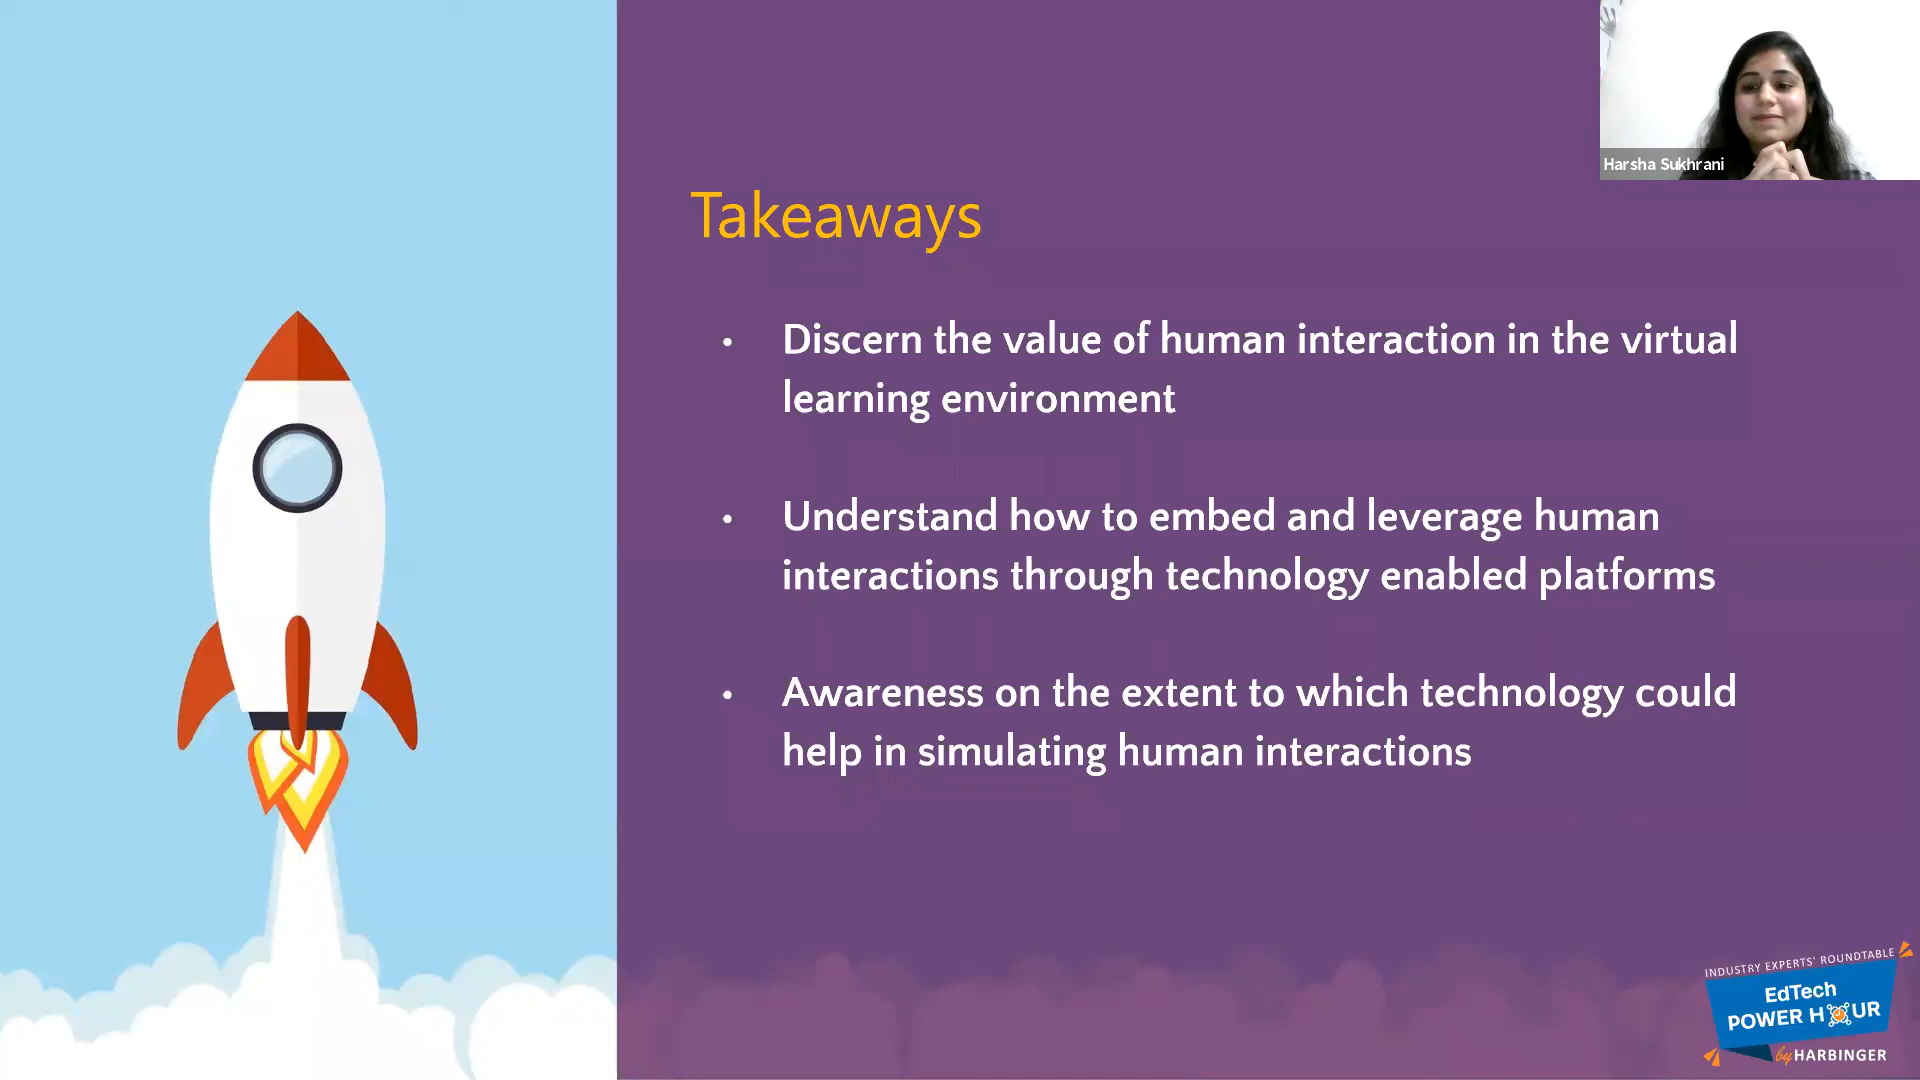 Harsha Sukhrani
Takeaways
• Discern the value of human interaction in the virtual
learning environment
• Understand how to embed and leverage human
interactions through technology enabled platforms
• Awareness on the extent to which technology could
help in simulating human interactions
INDUSTRY EXPERTS' ROUNDTABLE
EdTech
POWER HOUR
by HARBINGER